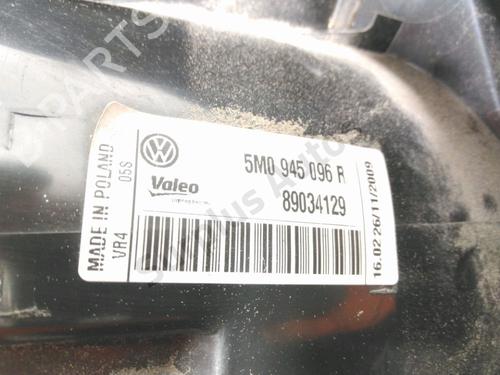 MADE IN POLAND
VR4
05S
Valeo
5M0 945 096 R
89034129
16.02 26/11/2009